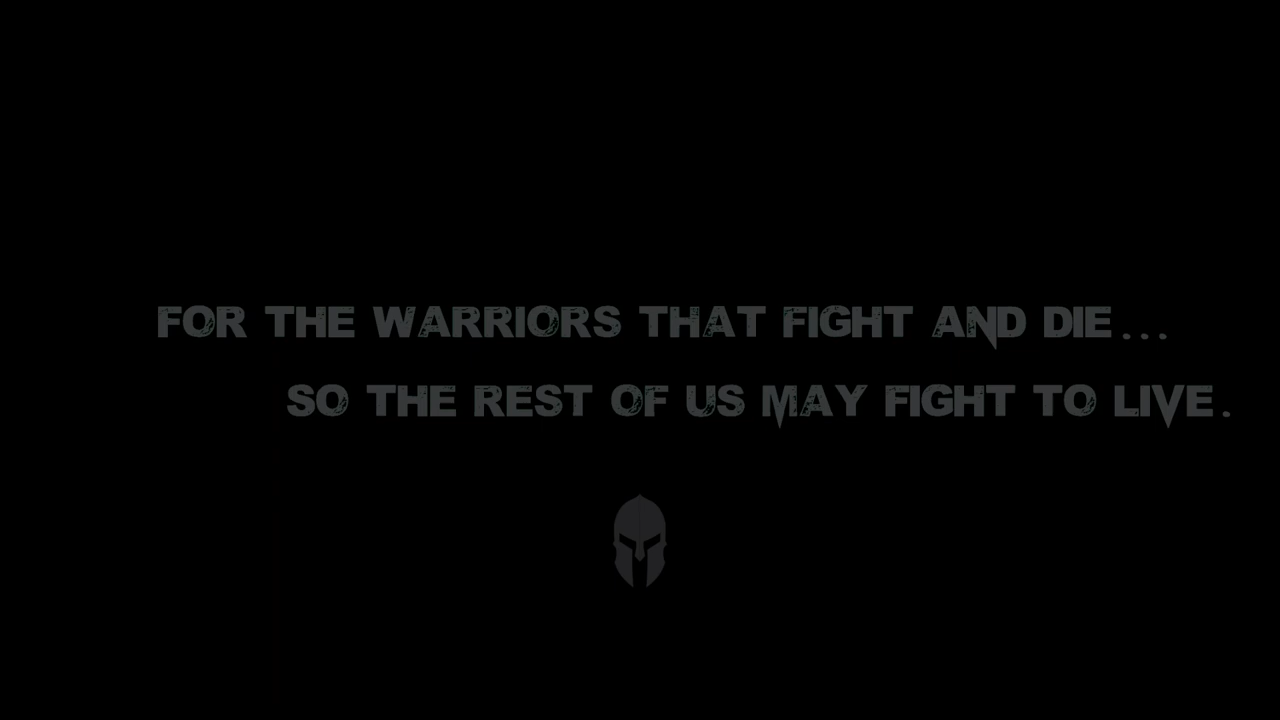 FOR THE WARRIORS THAT FIGHT AND DIE...
SO THE REST OF US MAY FIGHT TO LIVE.